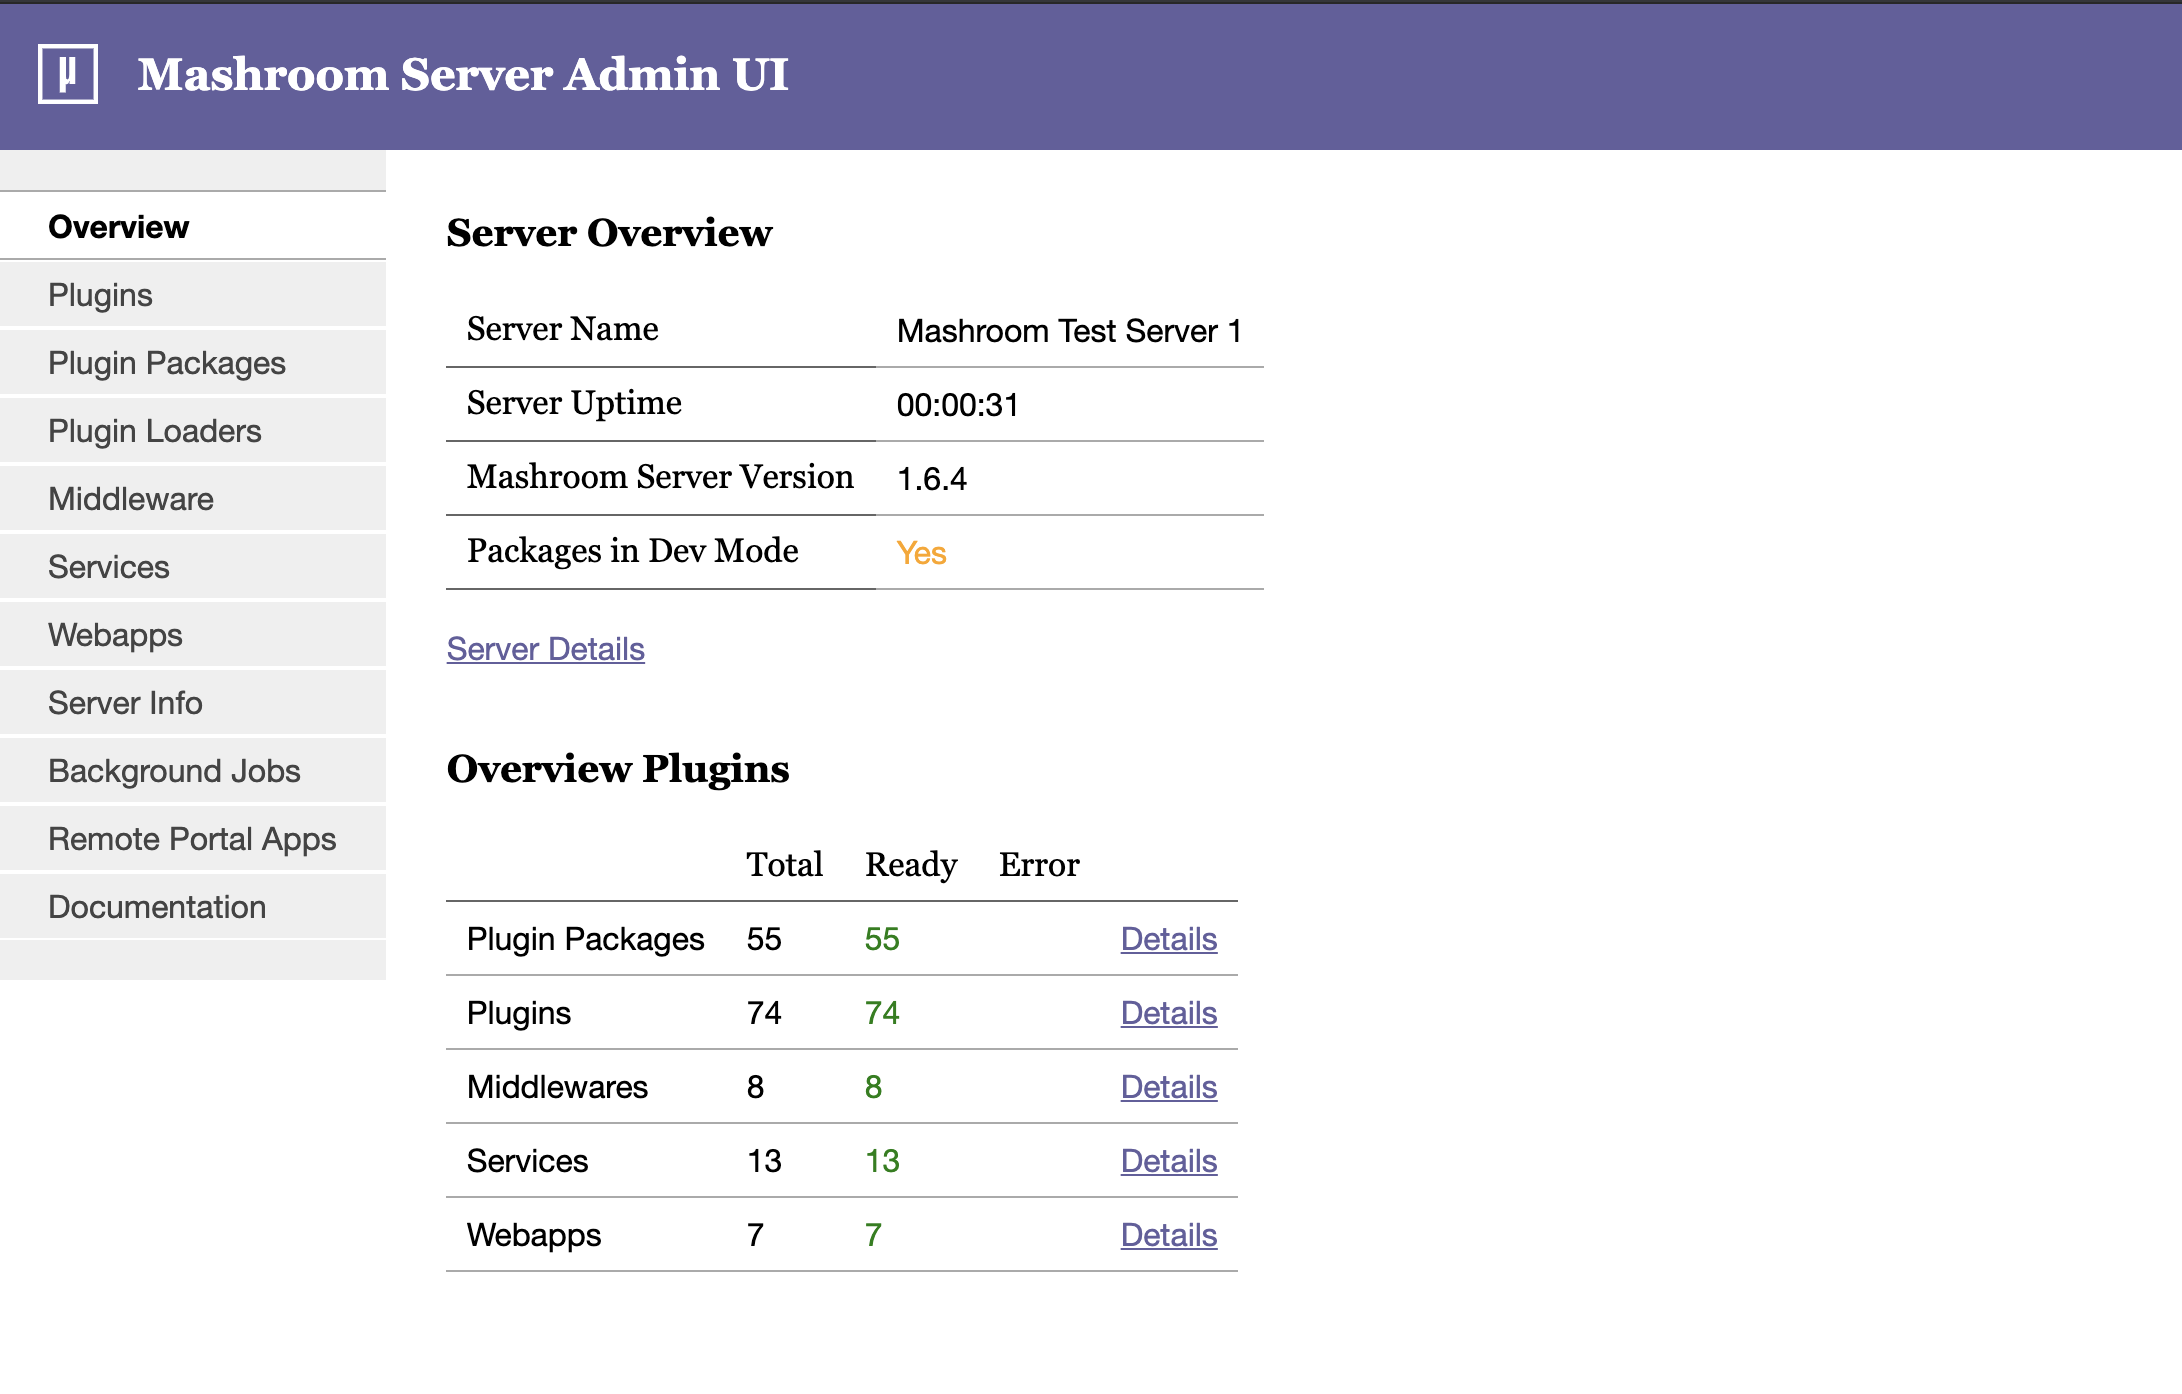 µ Mashroom Server Admin UI
Overview
Plugins
Plugin Packages
Plugin Loaders
Middleware
Services
Webapps
Server Info
Background Jobs
Remote Portal Apps
Documentation
Server Overview
Server Name Mashroom Test Server 1
Server Uptime 00:00:31
Mashroom Server Version 1.6.4
Packages in Dev Mode Yes
Server Details
Overview Plugins
Total Ready Error
Plugin Packages 55 55 Details
Plugins 74 74 Details
Middlewares 8 8 Details
Services 13 13 Details
Webapps 7 7 Details